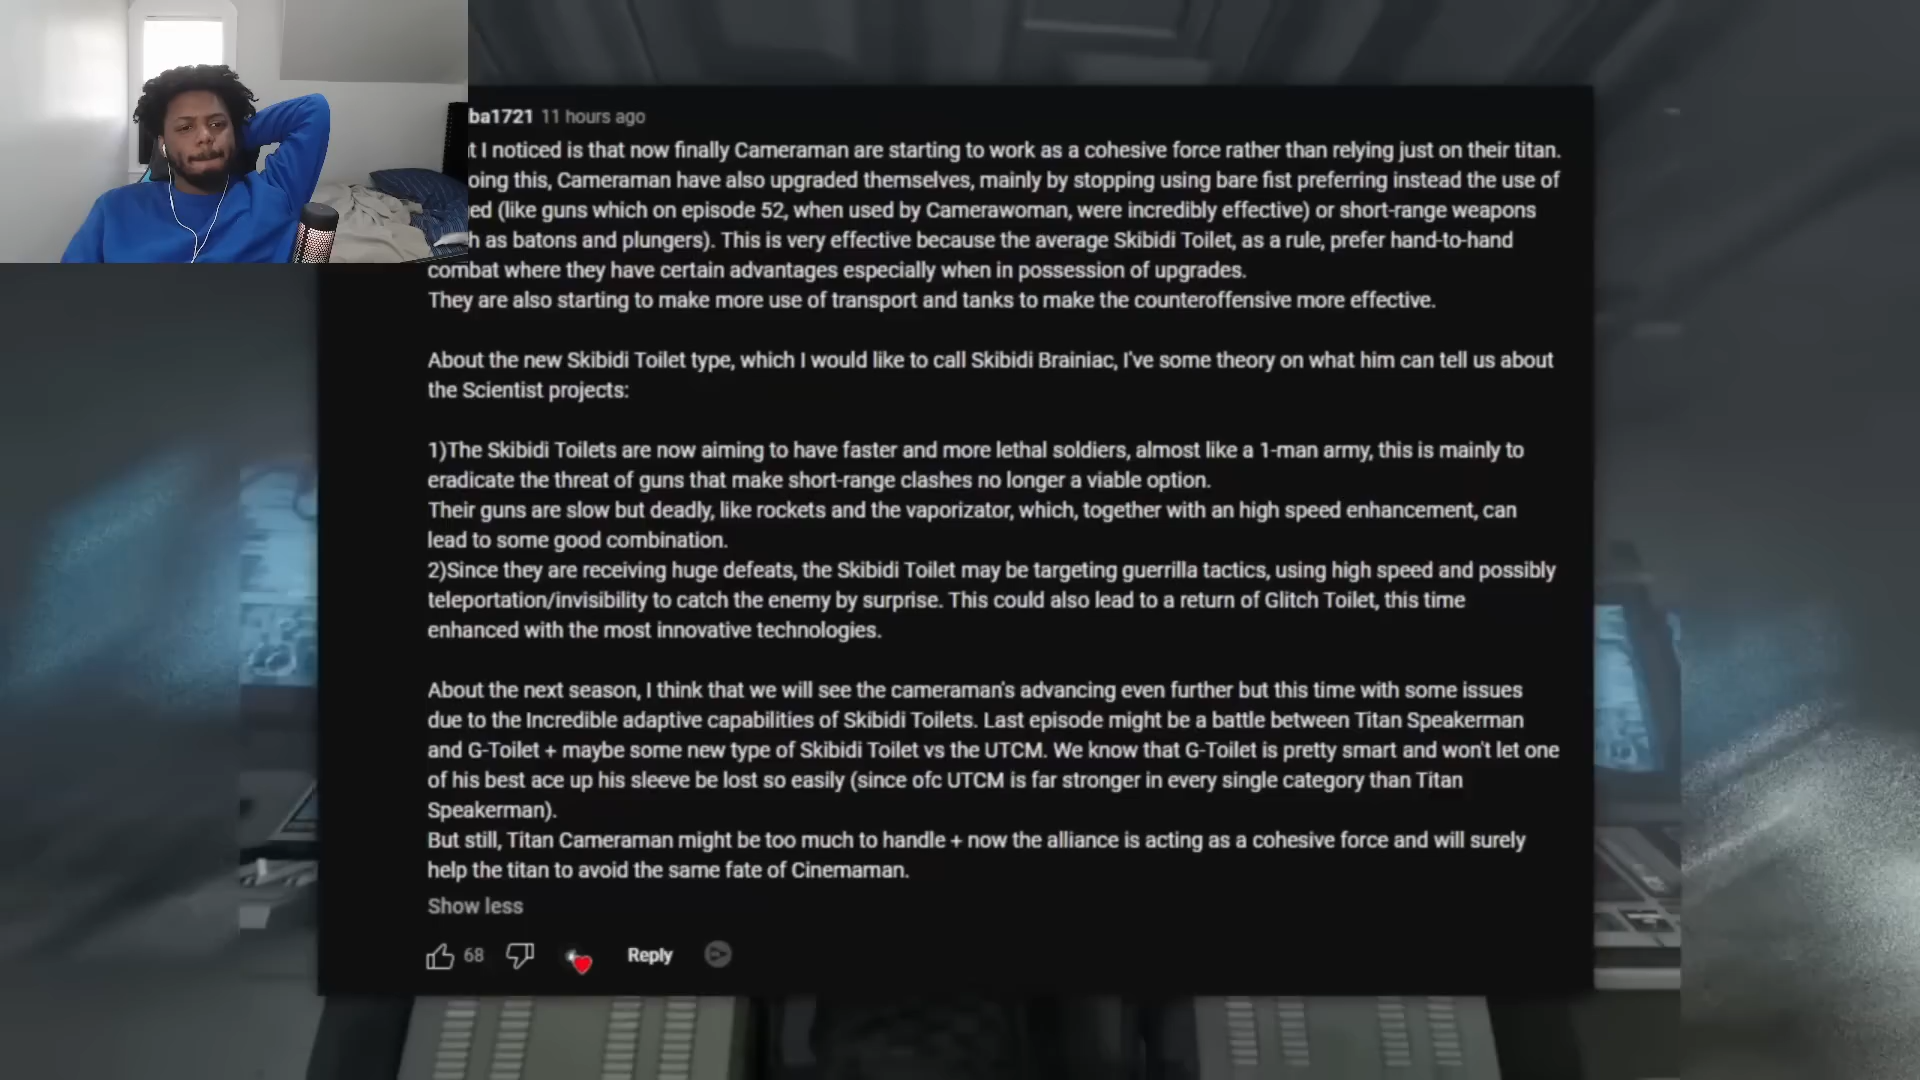 ba1721 11 hours ago
t I noticed is that now finally Cameraman are starting to work as a cohesive force rather than relying just on their titan.
oing this, Cameraman have also upgraded themselves, mainly by stopping using bare fist preferring instead the use of
ed (like guns which on episode 52, when used by Camerawoman, were incredibly effective) or short-range weapons
h as batons and plungers). This is very effective because the average Skibidi Toilet, as a rule, prefer hand-to-hand
combat where they have certain advantages especially when in possession of upgrades.
They are also starting to make more use of transport and tanks to make the counteroffensive more effective.
About the new Skibidi Toilet type, which I would like to call Skibidi Brainiac, I've some theory on what him can tell us about
the Scientist projects:
1)The Skibidi Toilets are now aiming to have faster and more lethal soldiers, almost like a 1-man army, this is mainly to
eradicate the threat of guns that make short-range clashes no longer a viable option.
Their guns are slow but deadly, like rockets and the vaporizator, which, together with an high speed enhancement, can
lead to some good combination.
2)Since they are receiving huge defeats, the Skibidi Toilet may be targeting guerrilla tactics, using high speed and possibly
teleportation/invisibility to catch the enemy by surprise. This could also lead to a return of Glitch Toilet, this time
enhanced with the most innovative technologies.
About the next season, I think that we will see the cameraman's advancing even further but this time with some issues
due to the Incredible adaptive capabilities of Skibidi Toilets. Last episode might be a battle between Titan Speakerman
and G-Toilet + maybe some new type of Skibidi Toilet vs the UTCM. We know that G-Toilet is pretty smart and won't let one
of his best ace up his sleeve be lost so easily (since ofc UTCM is far stronger in every single category than Titan
Speakerman).
But still, Titan Cameraman might be too much to handle + now the alliance is acting as a cohesive force and will surely
help the titan to avoid the same fate of Cinemaman.
Show less
68 Reply